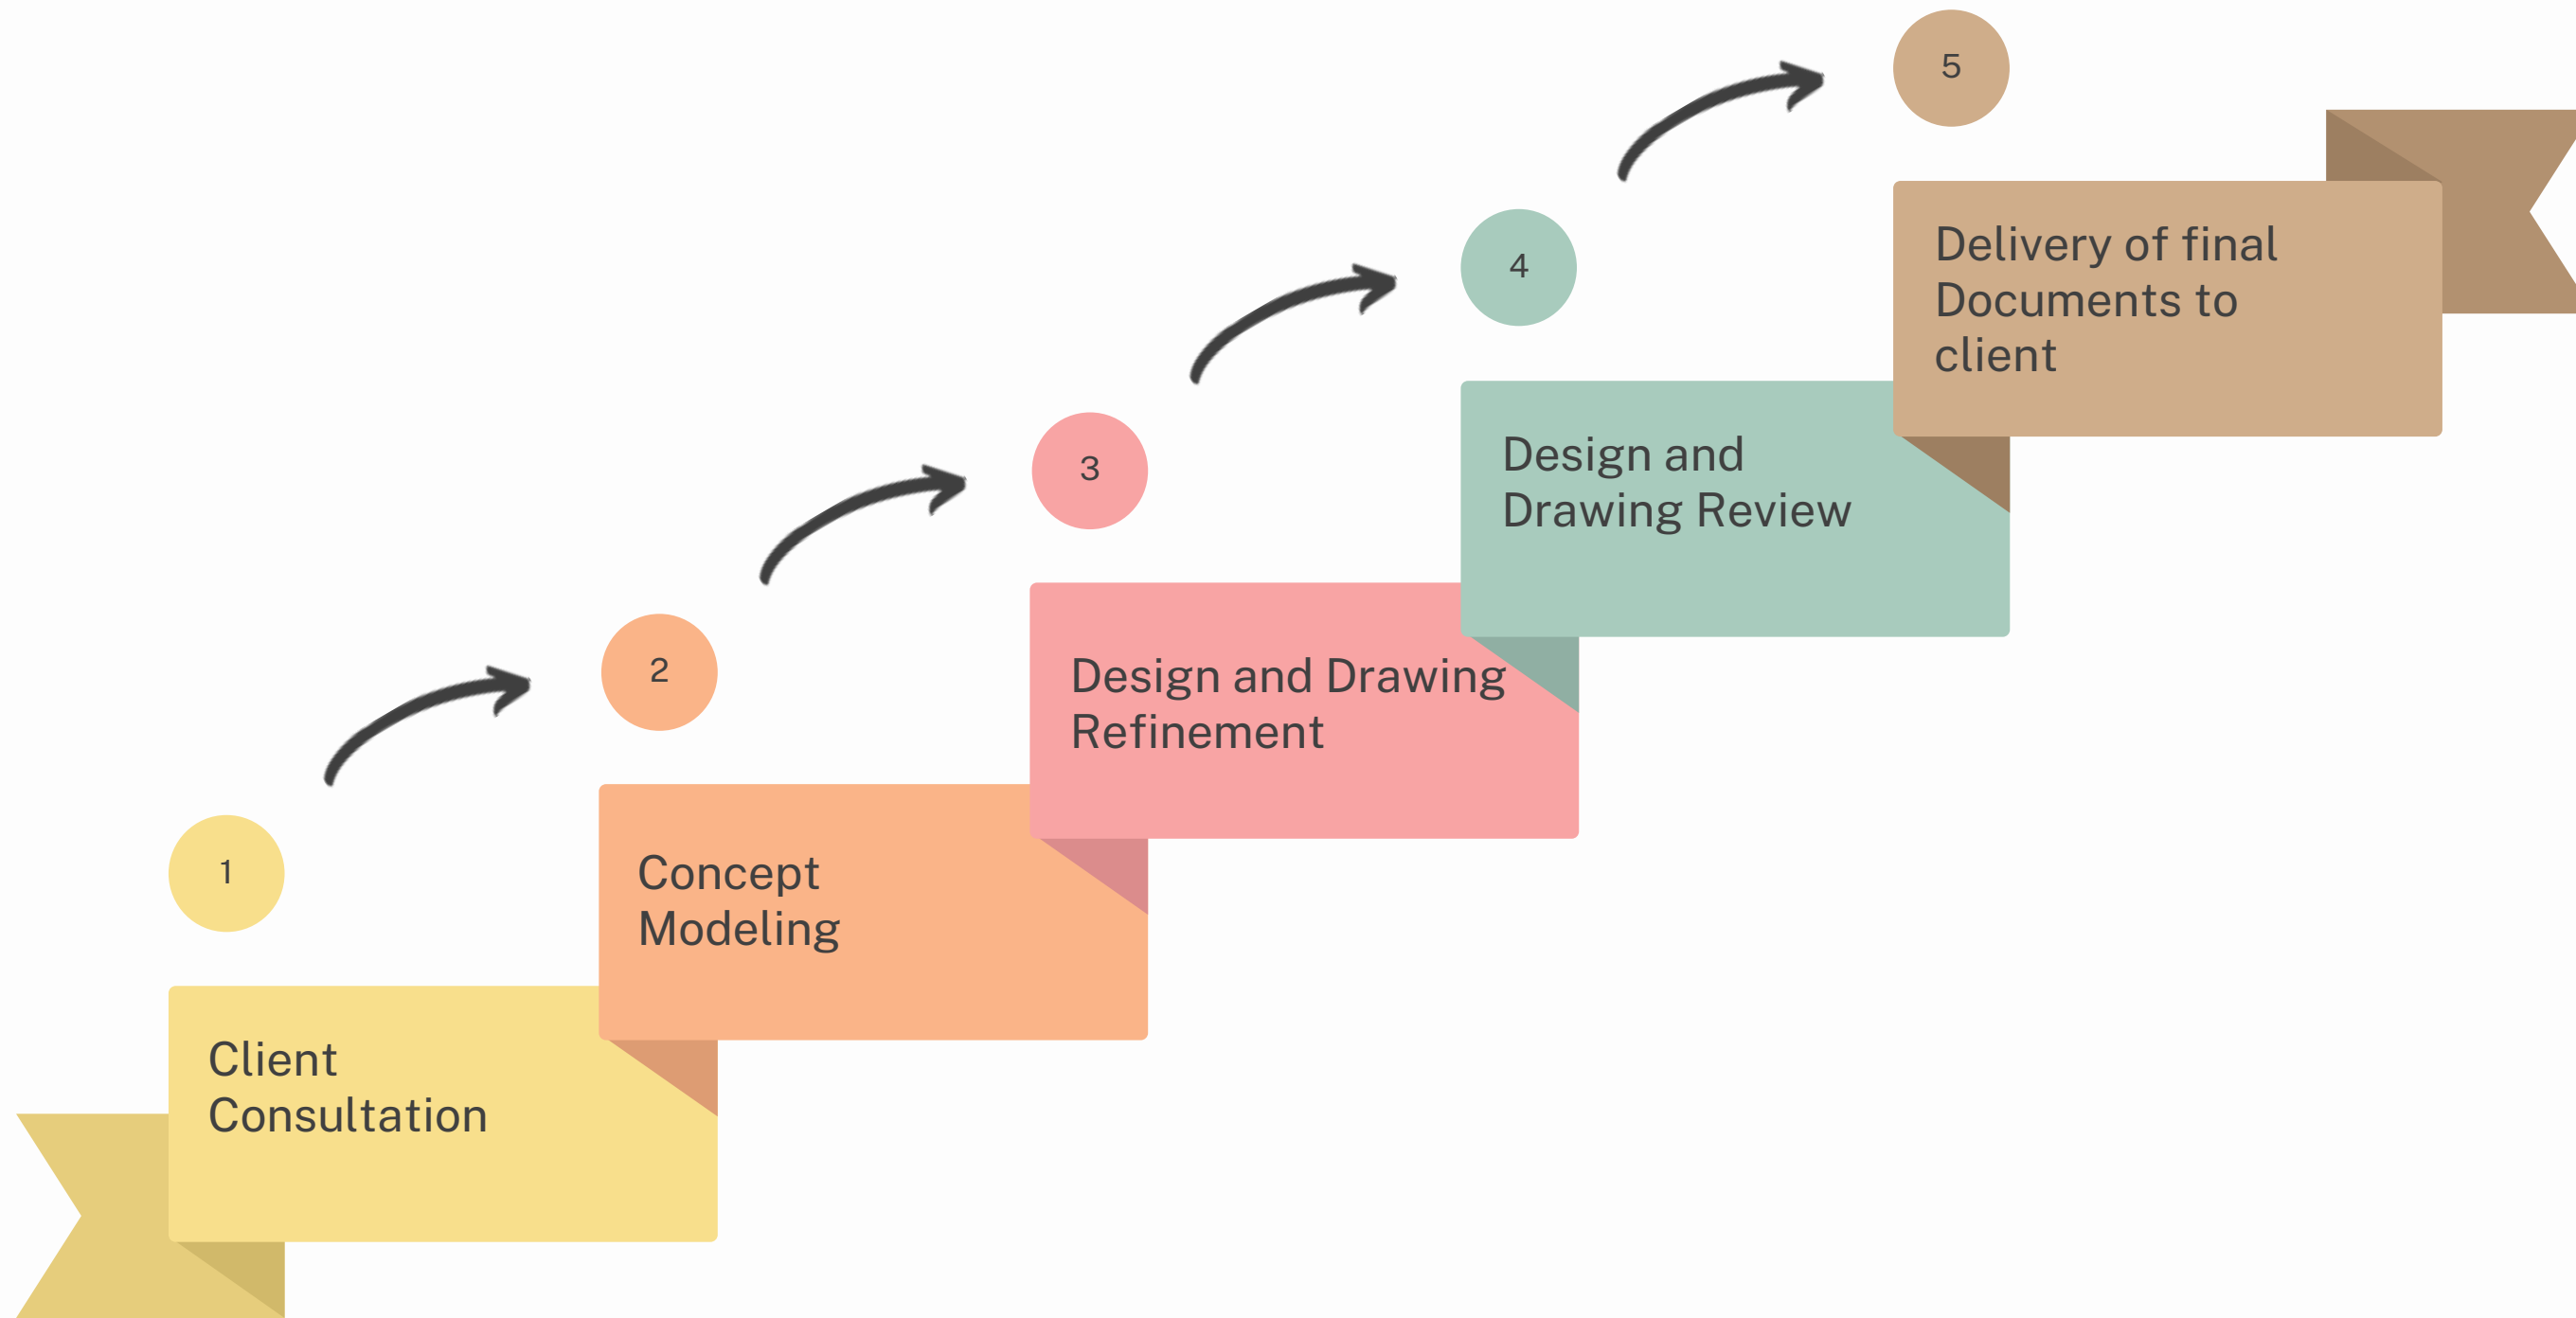 1
Client
Consultation
2
Concept
Modeling
3
Design and Drawing
Refinement
4
Design and
Drawing Review
5
Delivery of final
Documents to
client